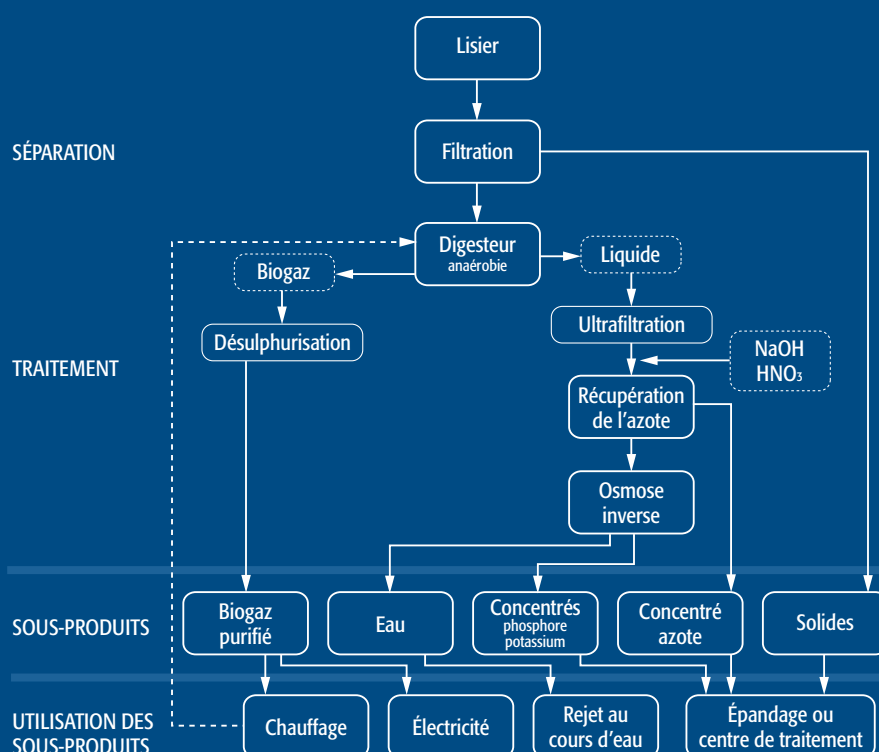 Lisier
SÉPARATION
Filtration
Digesteur
anaérobie
Biogaz
Liquide
Désulphurisation
Ultrafiltration
TRAITEMENT
NaOH
HNO₃
Récupération
de l'azote
Osmose
inverse
SOUS-PRODUITS
Biogaz
purifié
Eau
Concentrés
phosphore
potassium
Concentré
azote
Solides
UTILISATION DES
SOUS-PRODUITS
Chauffage
Électricité
Rejet au
cours d'eau
Épandage ou
centre de traitement